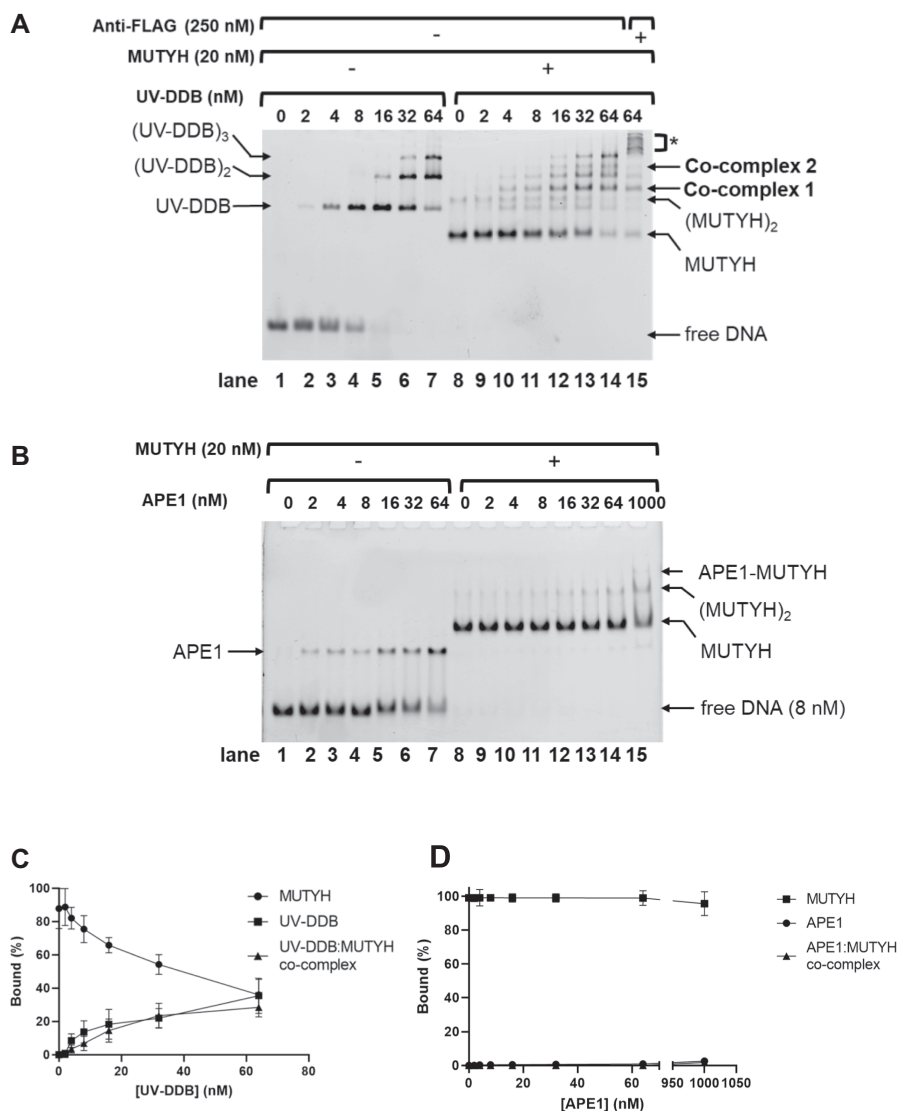 A
Anti-FLAG (250 nM)
- +
MUTYH (20 nM)
- +
UV-DDB (nM)
0 2 4 8 16 32 64 0 2 4 8 16 32 64 64
(UV-DDB)3
(UV-DDB)2
UV-DDB
*
Co-complex 2
Co-complex 1
(MUTYH)2
MUTYH
free DNA
lane 1 2 3 4 5 6 7 8 9 10 11 12 13 14 15
B
MUTYH (20 nM)
- +
APE1 (nM)
0 2 4 8 16 32 64 0 2 4 8 16 32 64 1000
APE1
APE1-MUTYH
(MUTYH)2
MUTYH
free DNA (8 nM)
lane 1 2 3 4 5 6 7 8 9 10 11 12 13 14 15
C
Bound (%)
100
80
60
40
20
0
0 20 40 60 80
[UV-DDB] (nM)
MUTYH
UV-DDB
UV-DDB:MUTYH
co-complex
D
Bound (%)
100
80
60
40
20
0
0 20 40 60 950 1000 1050
[APE1] (nM)
MUTYH
APE1
APE1:MUTYH
co-complex